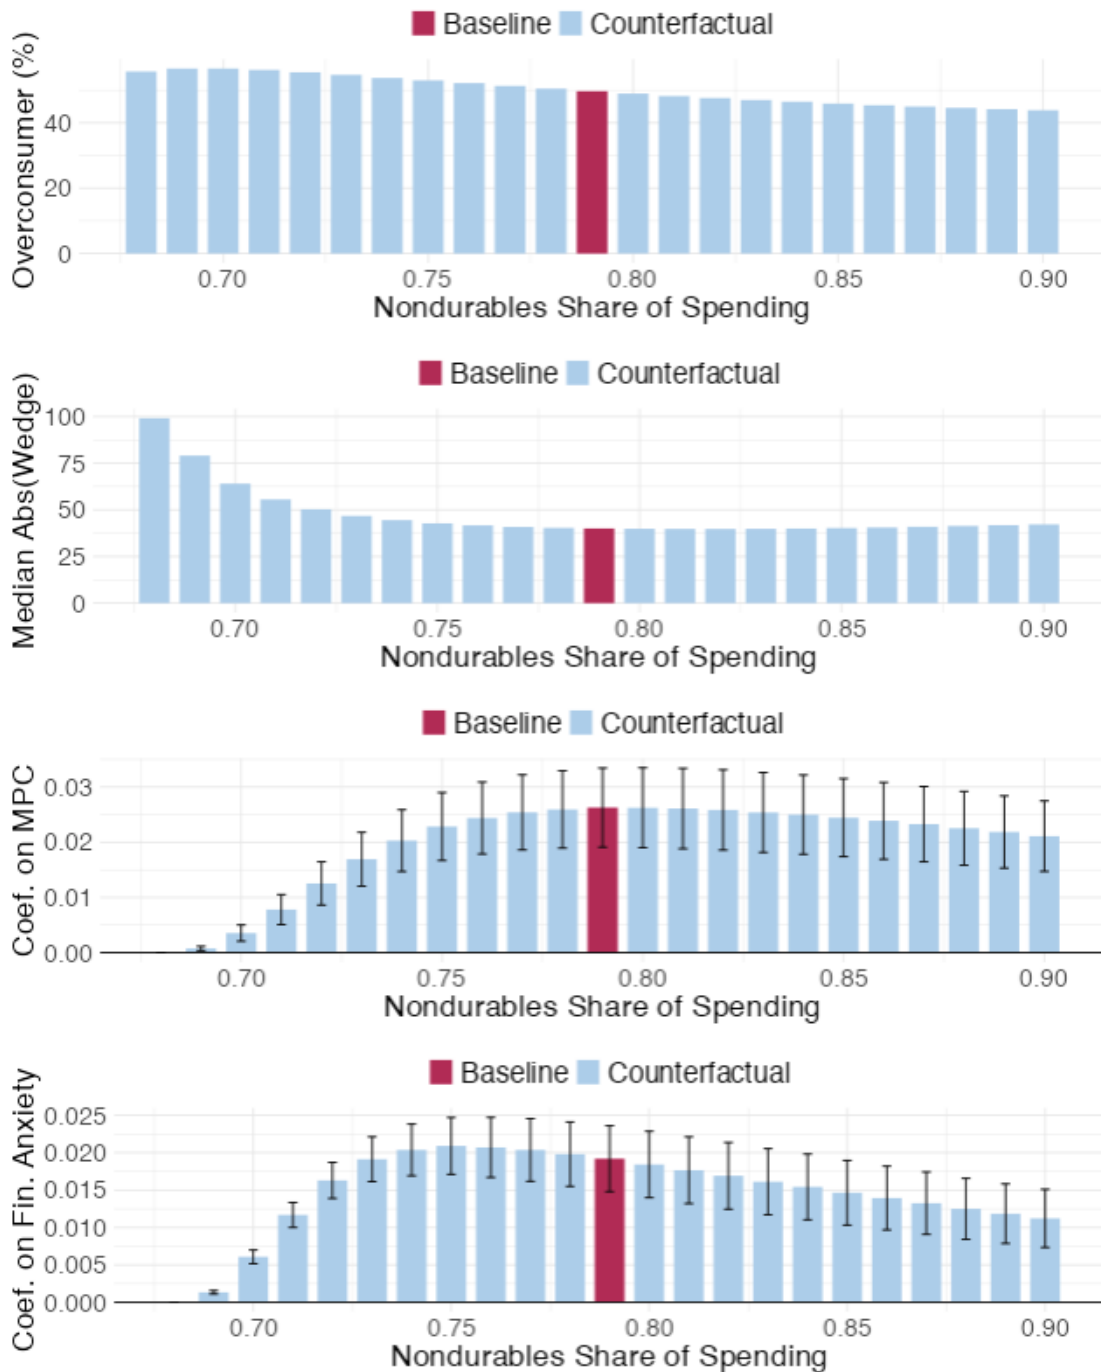 Baseline Counterfactual
Overconsumer (%)
40
20
0
0.70 0.75 0.80 0.85 0.90
Nondurables Share of Spending
Baseline Counterfactual
Median Abs(Wedge)
100
75
50
25
0
0.70 0.75 0.80 0.85 0.90
Nondurables Share of Spending
Baseline Counterfactual
Coef. on MPC
0.03
0.02
0.01
0.00
0.70 0.75 0.80 0.85 0.90
Nondurables Share of Spending
Baseline Counterfactual
Coef. on Fin. Anxiety
0.025
0.020
0.015
0.010
0.005
0.000
0.70 0.75 0.80 0.85 0.90
Nondurables Share of Spending